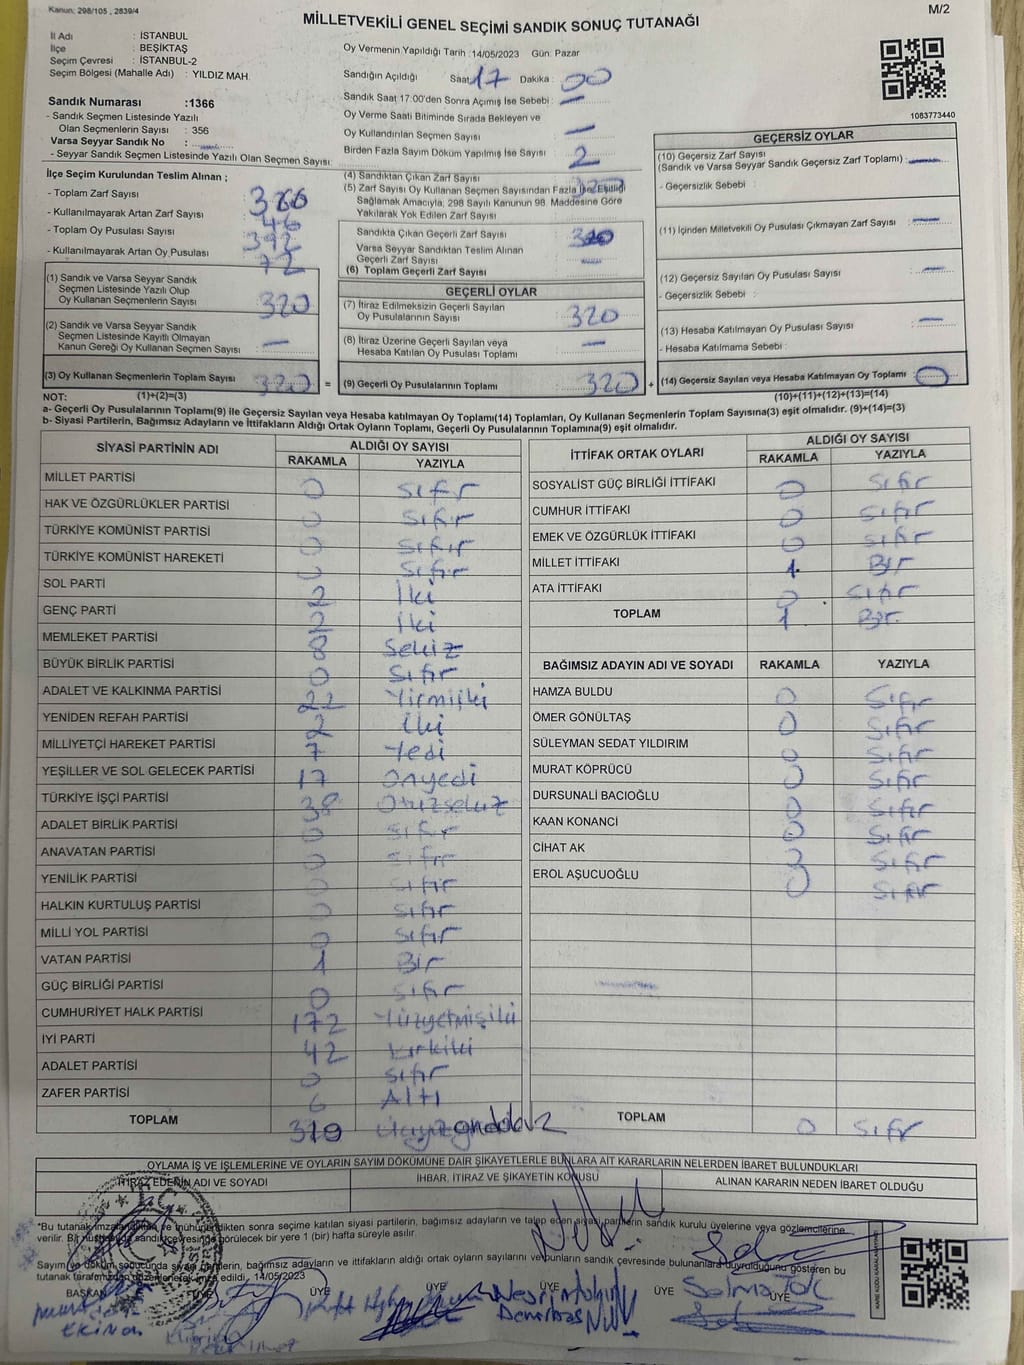 Kanun: 298/105 , 2839/4
MİLLETVEKİLİ GENEL SEÇİMİ SANDIK SONUÇ TUTANAĞI
M/2
İl Adı : İSTANBUL
İlçe : BEŞİKTAŞ
Seçim Çevresi : İSTANBUL-2
Seçim Bölgesi (Mahalle Adı) : YILDIZ MAH.
Sandık Numarası :1366
- Sandık Seçmen Listesinde Yazılı
Olan Seçmenlerin Sayısı : 356
Varsa Seyyar Sandık No :
- Seyyar Sandık Seçmen Listesinde Yazılı Olan Seçmen Sayısı:
Oy Vermenin Yapıldığı Tarih :14/05/2023 Gün: Pazar
Sandığın Açıldığı Saat: 17 Dakika : 00
Sandık Saat 17:00'den Sonra Açımış İse Sebebi : —
Oy Verme Saati Bitiminde Sırada Bekleyen ve
Oy Kullandırılan Seçmen Sayısı : —
Birden Fazla Sayım Döküm Yapılmış İse Sayısı : 2
1083773440
İlçe Seçim Kurulundan Teslim Alınan ;
- Toplam Zarf Sayısı : 366
- Kullanılmayarak Artan Zarf Sayısı : 46
- Toplam Oy Pusulası Sayısı : 392
- Kullanılmayarak Artan Oy Pusulası : 72
(1) Sandık ve Varsa Seyyar Sandık
Seçmen Listesinde Yazılı Olup
Oy Kullanan Seçmenlerin Sayısı : 320
(2) Sandık ve Varsa Seyyar Sandık
Seçmen Listesinde Kayıtlı Olmayan
Kanun Gereği Oy Kullanan Seçmen Sayısı : —
(3) Oy Kullanan Seçmenlerin Toplam Sayısı : 320 =
(4) Sandıktan Çıkan Zarf Sayısı : 320
(5) Zarf Sayısı Oy Kullanan Seçmen Sayısından Fazla İse Eşitliği
Sağlamak Amacıyla, 298 Sayılı Kanunun 98. Maddesine Göre
Yakılarak Yok Edilen Zarf Sayısı
Sandıkta Çıkan Geçerli Zarf Sayısı : 320
Varsa Seyyar Sandıktan Teslim Alınan
Geçerli Zarf Sayısı : —
(6) Toplam Geçerli Zarf Sayısı
GEÇERLİ OYLAR
(7) İtiraz Edilmeksizin Geçerli Sayılan
Oy Pusulalarının Sayısı : 320
(8) İtiraz Üzerine Geçerli Sayılan veya
Hesaba Katılan Oy Pusulası Toplamı : —
(9) Geçerli Oy Pusulalarının Toplamı : 320 +
GEÇERSİZ OYLAR
(10) Geçersiz Zarf Sayısı
(Sandık ve Varsa Seyyar Sandık Geçersiz Zarf Toplamı) : —
- Geçersizlik Sebebi :
(11) İçinden Milletvekili Oy Pusulası Çıkmayan Zarf Sayısı : —
(12) Geçersiz Sayılan Oy Pusulası Sayısı : —
- Geçersizlik Sebebi :
(13) Hesaba Katılmayan Oy Pusulası Sayısı : —
- Hesaba Katılmama Sebebi :
(14) Geçersiz Sayılan veya Hesaba Katılmayan Oy Toplamı : 0
NOT: (1)+(2)=(3) (10)+(11)+(12)+(13)=(14)
a- Geçerli Oy Pusulalarının Toplamı(9) ile Geçersiz Sayılan veya Hesaba katılmayan Oy Toplamı(14) Toplamları, Oy Kullanan Seçmenlerin Toplam Sayısına(3) eşit olmalıdır. (9)+(14)=(3)
b- Siyasi Partilerin, Bağımsız Adayların ve İttifakların Aldığı Ortak Oyların Toplamı, Geçerli Oy Pusulalarının Toplamına(9) eşit olmalıdır.
SİYASİ PARTİNİN ADI ALDIĞI OY SAYISI
RAKAMLA YAZIYLA
MİLLET PARTİSİ 0 Sıfır
HAK VE ÖZGÜRLÜKLER PARTİSİ 0 Sıfır
TÜRKİYE KOMÜNİST PARTİSİ 0 Sıfır
TÜRKİYE KOMÜNİST HAREKETİ 0 Sıfır
SOL PARTİ 2 İki
GENÇ PARTİ 2 İki
MEMLEKET PARTİSİ 8 Sekiz
BÜYÜK BİRLİK PARTİSİ 0 Sıfır
ADALET VE KALKINMA PARTİSİ 22 Yirmiiki
YENİDEN REFAH PARTİSİ 2 İki
MİLLİYETÇİ HAREKET PARTİSİ 7 Yedi
YEŞİLLER VE SOL GELECEK PARTİSİ 17 Onyedi
TÜRKİYE İŞÇİ PARTİSİ 38 Otuzsekiz
ADALET BİRLİK PARTİSİ 0 Sıfır
ANAVATAN PARTİSİ 0 Sıfır
YENİLİK PARTİSİ 0 Sıfır
HALKIN KURTULUŞ PARTİSİ 0 Sıfır
MİLLİ YOL PARTİSİ 0 Sıfır
VATAN PARTİSİ 1 Bir
GÜÇ BİRLİĞİ PARTİSİ 0 Sıfır
CUMHURİYET HALK PARTİSİ 172 Yüzyetmişiki
İYİ PARTİ 42 Kırkiki
ADALET PARTİSİ 0 Sıfır
ZAFER PARTİSİ 6 Altı
TOPLAM 319
İTTİFAK ORTAK OYLARI ALDIĞI OY SAYISI
RAKAMLA YAZIYLA
SOSYALİST GÜÇ BİRLİĞİ İTTİFAKI 0 Sıfır
CUMHUR İTTİFAKI 0 Sıfır
EMEK VE ÖZGÜRLÜK İTTİFAKI 0 Sıfır
MİLLET İTTİFAKI 1 Bir
ATA İTTİFAKI 0 Sıfır
TOPLAM 1 Bir
BAĞIMSIZ ADAYIN ADI VE SOYADI RAKAMLA YAZIYLA
HAMZA BULDU 0 Sıfır
ÖMER GÖNÜLTAŞ 0 Sıfır
SÜLEYMAN SEDAT YILDIRIM 0 Sıfır
MURAT KÖPRÜCÜ 0 Sıfır
DURSUNALİ BACIOĞLU 0 Sıfır
KAAN KONANCI 0 Sıfır
CİHAT AK 0 Sıfır
EROL AŞUCUOĞLU 0 Sıfır
TOPLAM 0 Sıfır
OYLAMA İŞ VE İŞLEMLERİNE VE OYLARIN SAYIM DÖKÜMÜNE DAİR ŞİKAYETLERLE BUNLARA AİT KARARLARIN NELERDEN İBARET BULUNDUKLARI
İTİRAZ EDENİN ADI VE SOYADI İHBAR, İTİRAZ VE ŞİKAYETİN KONUSU ALINAN KARARIN NEDEN İBARET OLDUĞU
*Bu tutanak imzalandıktan ve mühürlendikten sonra seçime katılan siyasi partilerin, bağımsız adayların ve talep eden siyasi partilerin sandık kurulu üyelerine veya gözlemcilerine
verilir. Bir nüshası da sandık çevresinde görülecek bir yere 1 (bir) hafta süreyle asılır.
Sayım ve döküm sonucunda siyasi partilerin, bağımsız adayların ve ittifakların aldığı ortak oyların sayısını ve bunların sandık çevresinde bulunanlara duyrulduğunu gösteren bu
tutanak tarafımızdan düzenlenerek imza edildi. 14/05/2023
BAŞKAN ÜYE ÜYE ÜYE ÜYE ÜYE
Demirbaş
Salma